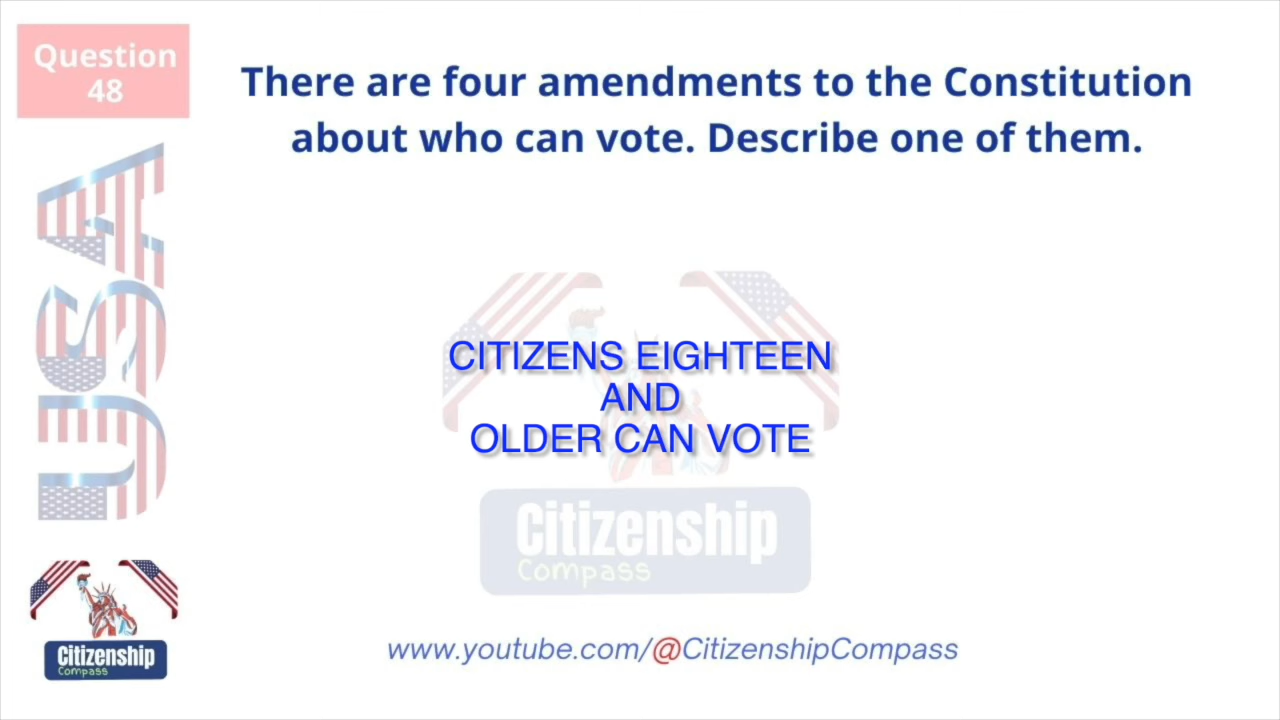 Question
48
There are four amendments to the Constitution
about who can vote. Describe one of them.
USA
CITIZENS EIGHTEEN
AND
OLDER CAN VOTE
Citizenship
Compass
Citizenship
Compass
www.youtube.com/@CitizenshipCompass